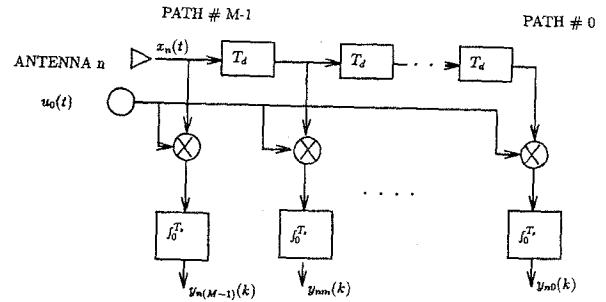 PATH # M-1
PATH # 0
ANTENNA n
x_n(t)
T_d
T_d
. . .
T_d
u_0(t)
. . . .
∫_0^{T_s}
∫_0^{T_s}
∫_0^{T_s}
y_{n(M-1)}(k)
y_{nm}(k)
y_{n0}(k)